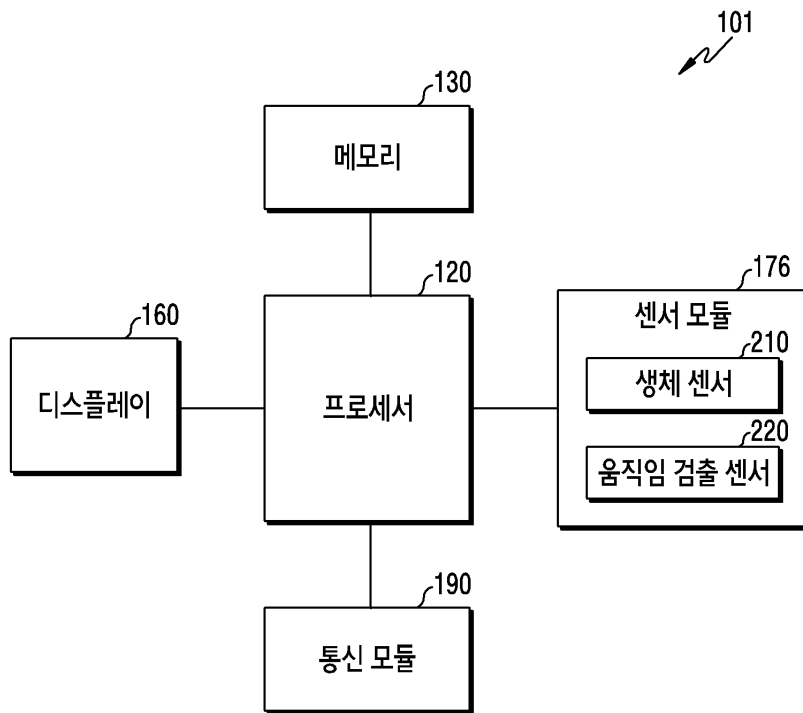 101
130
메모리
120
프로세서
160
디스플레이
176
센서 모듈
210
생체 센서
220
움직임 검출 센서
190
통신 모듈